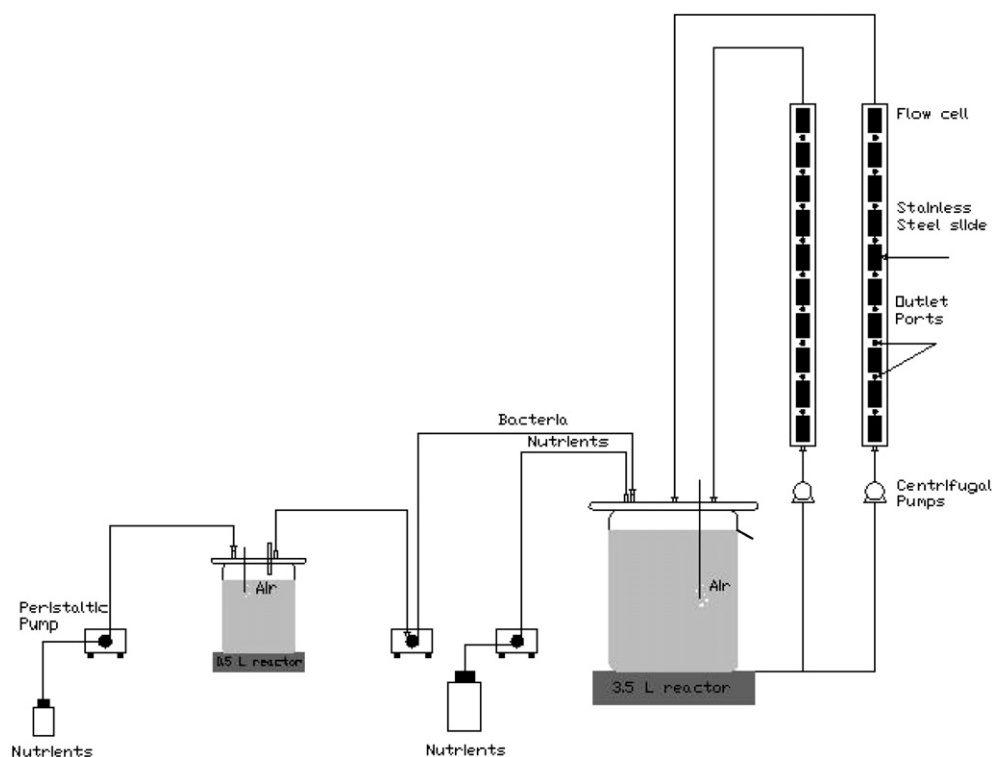 Flow cell
Stainless
Steel slide
Outlet
Ports
Bacteria
Nutrients
Centrifugal
Pumps
Air
Air
Peristaltic
Pump
0.5 L reactor
3.5 L reactor
Nutrients
Nutrients